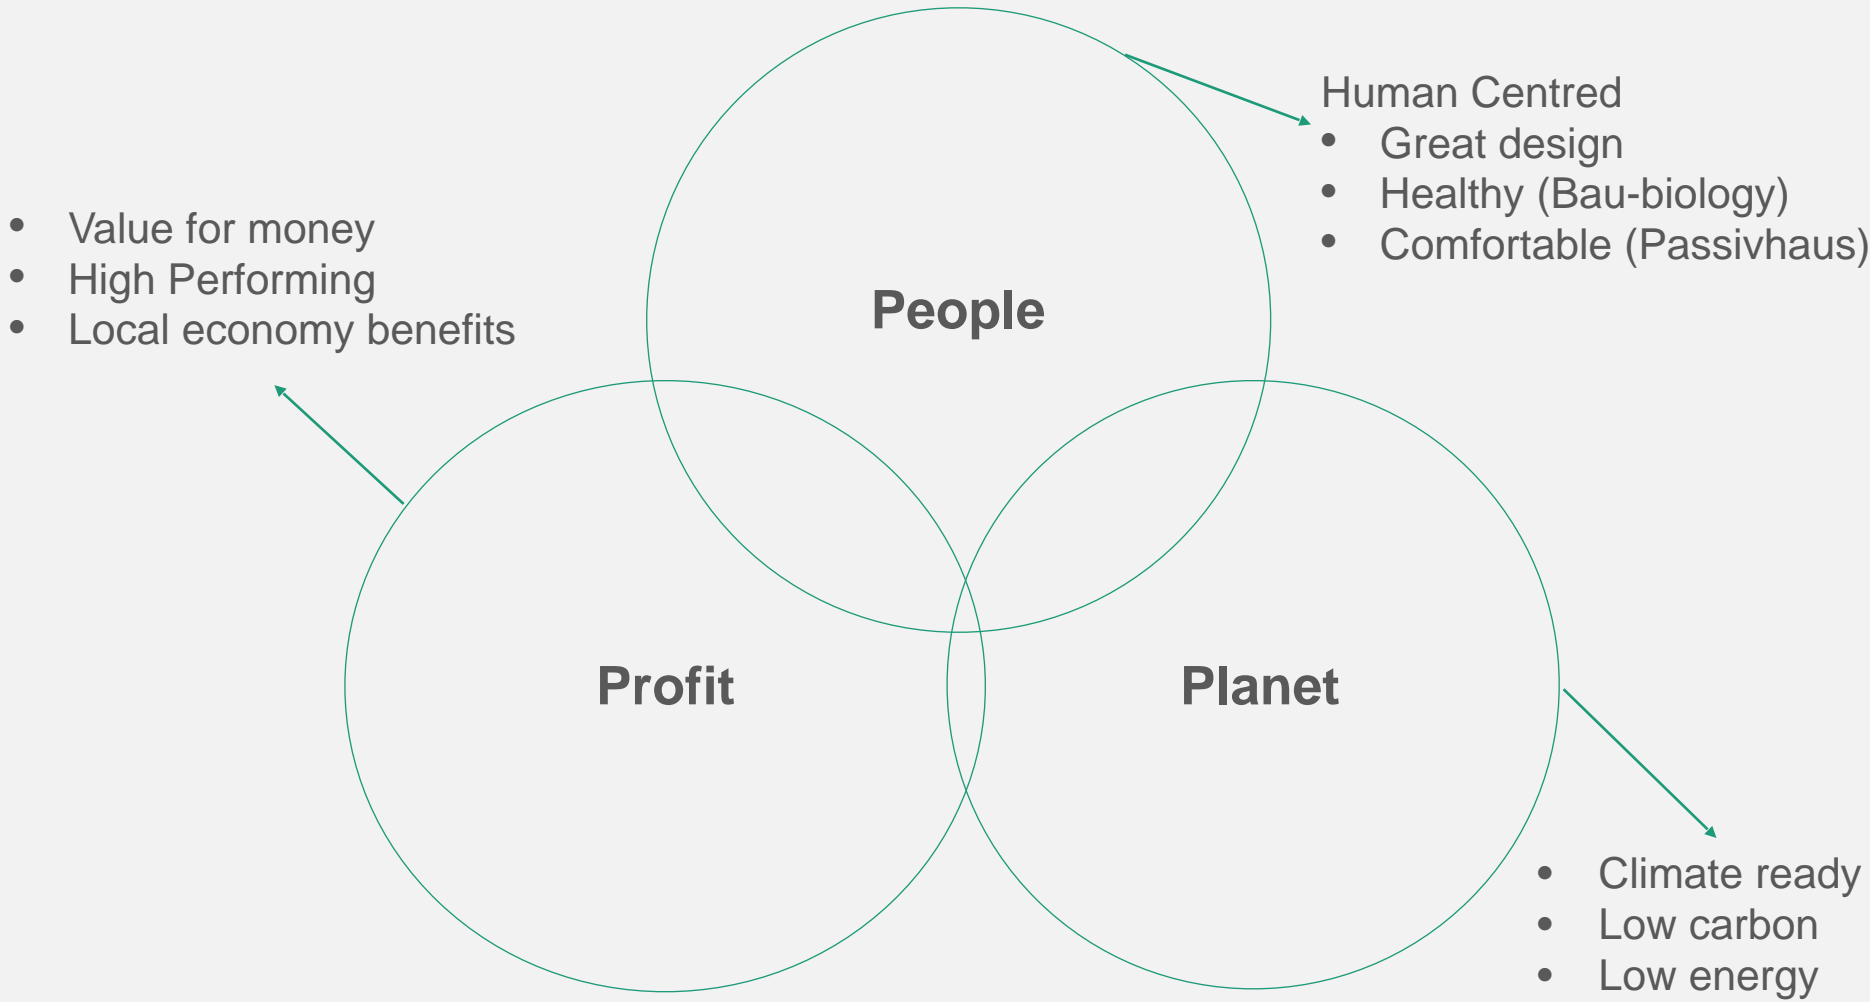 Human Centred
• Great design
• Healthy (Bau-biology)
• Comfortable (Passivhaus)
• Value for money
• High Performing
• Local economy benefits
People
Profit
Planet
• Climate ready
• Low carbon
• Low energy